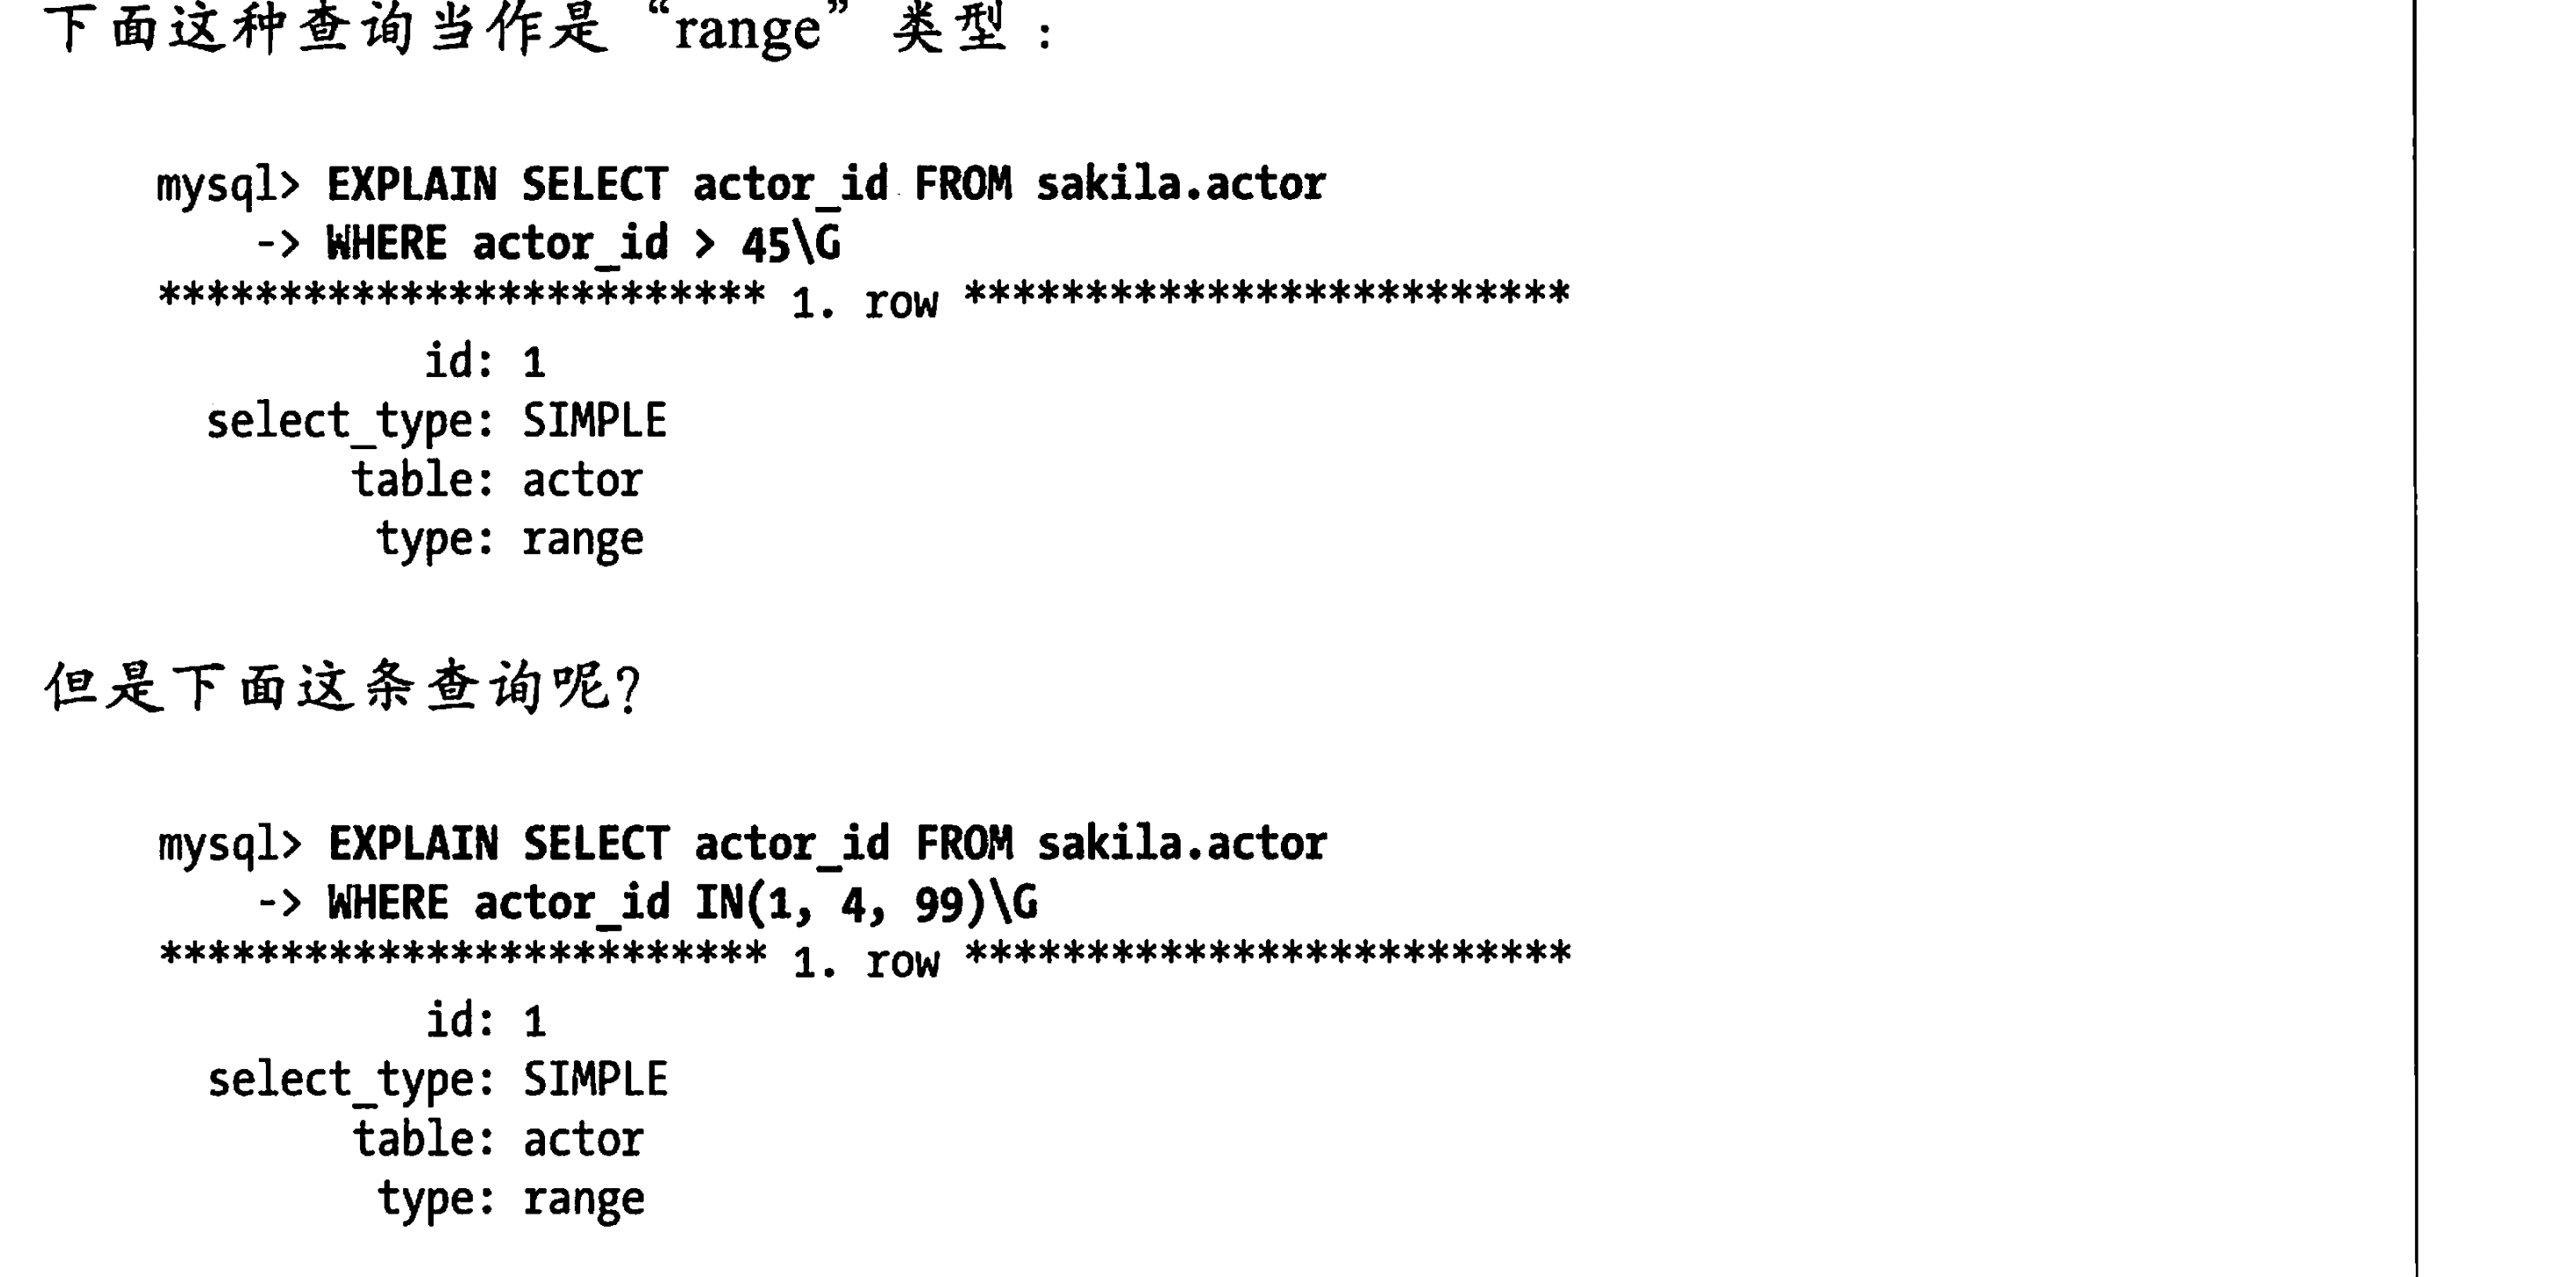 下面这种查询当作是“range”类型：
mysql> EXPLAIN SELECT actor_id FROM sakila.actor
-> WHERE actor_id > 45\G
************************* 1. row *************************
id: 1
select_type: SIMPLE
table: actor
type: range
但是下面这条查询呢？
mysql> EXPLAIN SELECT actor_id FROM sakila.actor
-> WHERE actor_id IN(1, 4, 99)\G
************************* 1. row *************************
id: 1
select_type: SIMPLE
table: actor
type: range